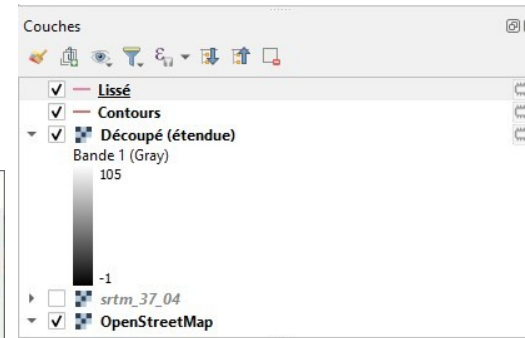 Couches
Lissé
Contours
Découpé (étendue)
Bande 1 (Gray)
105
-1
srtm_37_04
OpenStreetMap